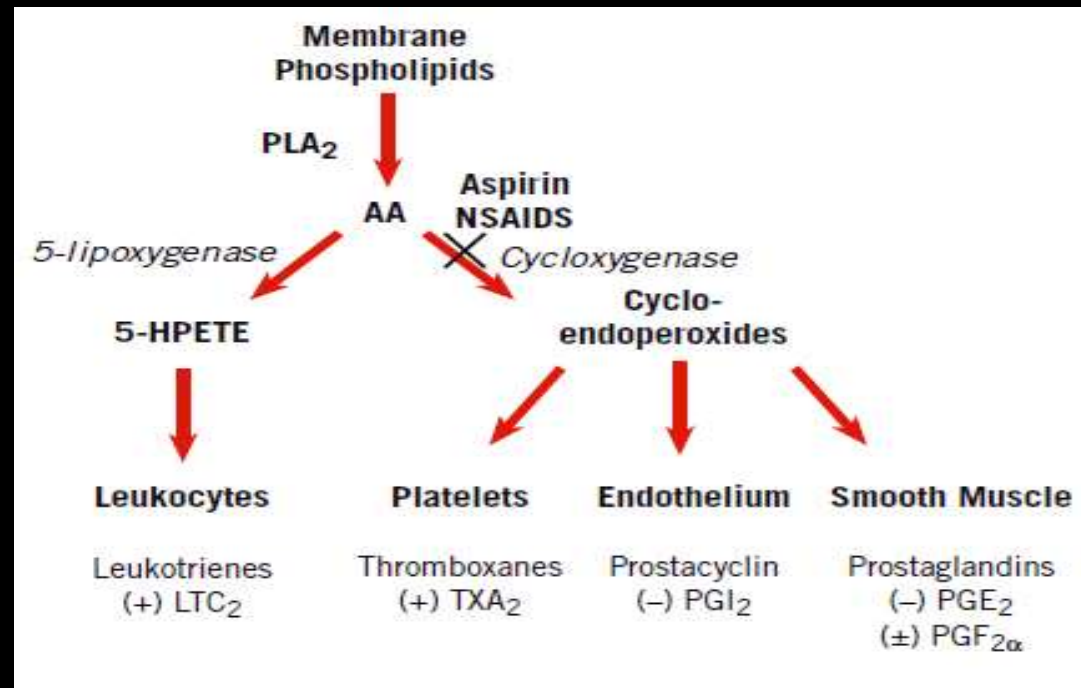 Membrane
Phospholipids
PLA₂
Aspirin
AA
NSAIDS
5-lipoxygenase
Cycloxygenase
5-HPETE
Cyclo-
endoperoxides
Leukocytes
Platelets
Endothelium
Smooth Muscle
Leukotrienes
Thromboxanes
Prostacyclin
Prostaglandins
(+) LTC₂
(+) TXA₂
(–) PGI₂
(–) PGE₂
(±) PGF₂α